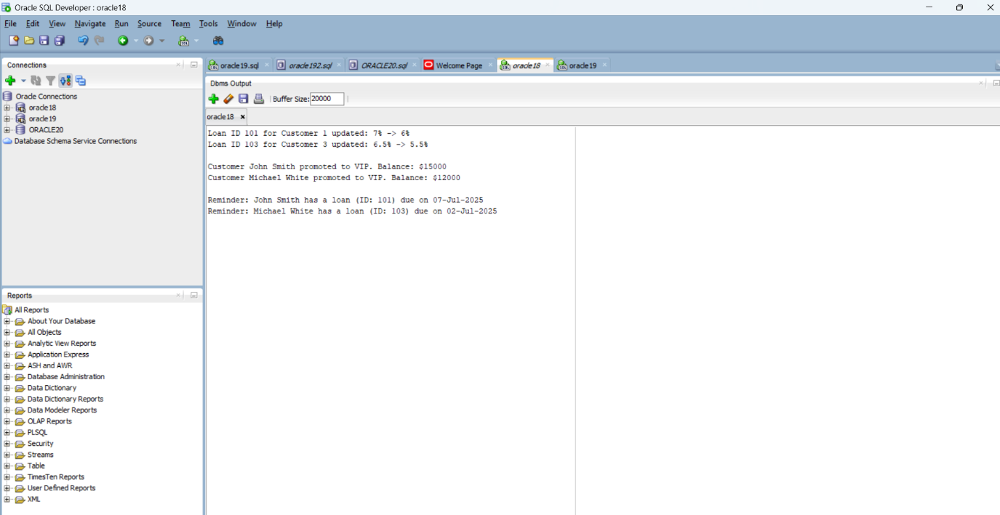 Oracle SQL Developer : oracle18
File Edit View Navigate Run Source Team Tools Window Help
Connections
Oracle Connections
oracle18
oracle19
ORACLE20
Database Schema Service Connections
Reports
All Reports
About Your Database
All Objects
Analytic View Reports
Application Express
ASH and AWR
Database Administration
Data Dictionary
Data Dictionary Reports
Data Modeler Reports
OLAP Reports
PLSQL
Security
Streams
Table
TimesTen Reports
User Defined Reports
XML
oracle19.sql oracle192.sql ORACLE20.sql Welcome Page oracle18 oracle19
Dbms Output
Buffer Size: 20000
oracle18
Loan ID 101 for Customer 1 updated: 7% -> 6%
Loan ID 103 for Customer 3 updated: 6.5% -> 5.5%
Customer John Smith promoted to VIP. Balance: $15000
Customer Michael White promoted to VIP. Balance: $12000
Reminder: John Smith has a loan (ID: 101) due on 07-Jul-2025
Reminder: Michael White has a loan (ID: 103) due on 02-Jul-2025